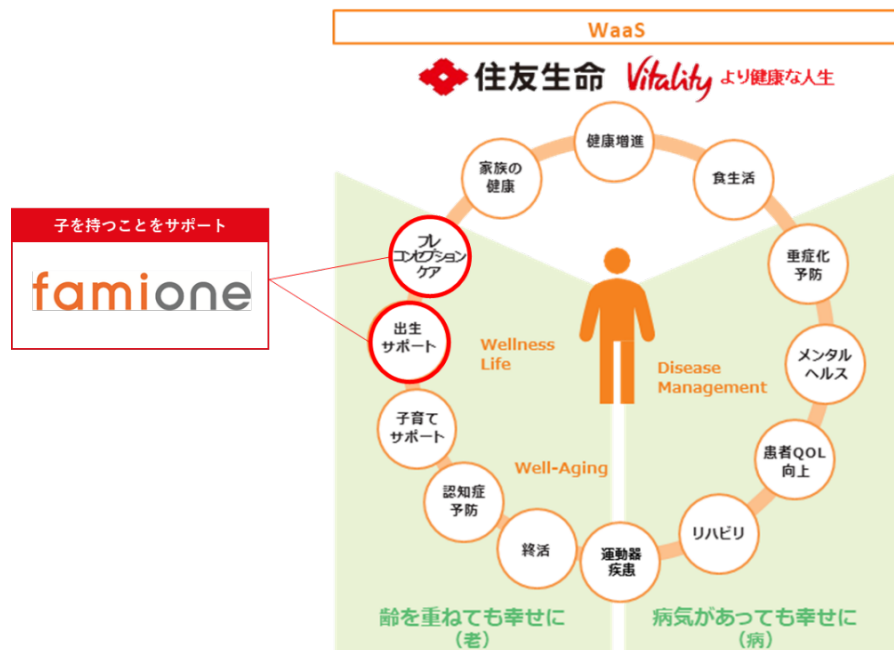 WaaS
住友生命 Vitality より健康な人生
健康増進
家族の
健康
食生活
子を持つことをサポート
famione
プレ
コンセプション
ケア
重症化
予防
出生
サポート
Wellness
Life
Disease
Management
メンタル
ヘルス
子育て
サポート
患者QOL
向上
Well-Aging
認知症
予防
リハビリ
終活
運動器
疾患
齢を重ねても幸せに
(老)
病気があっても幸せに
(病)